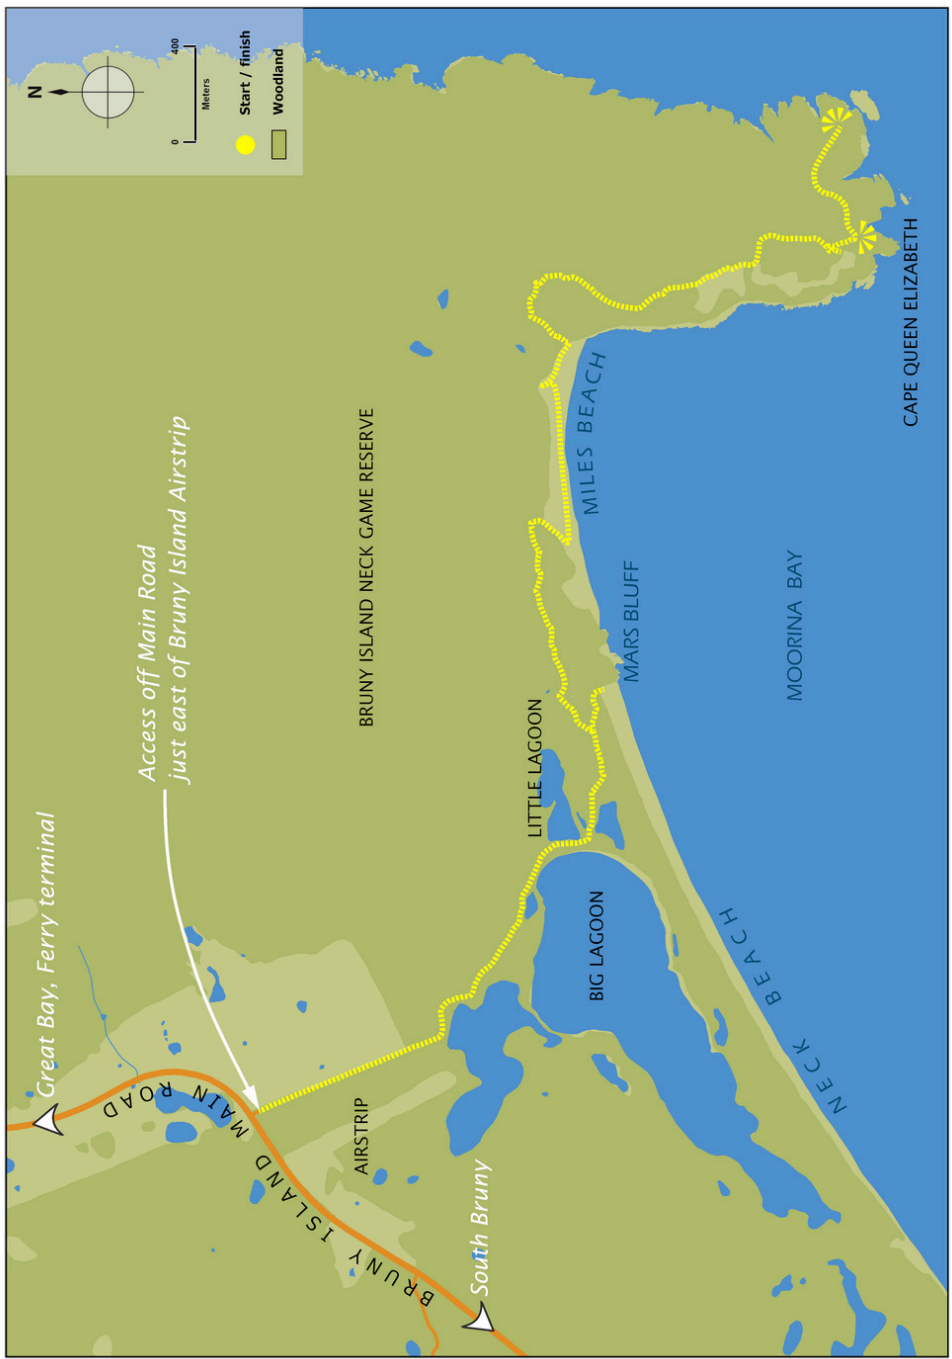 N
0
400
Meters
Start / finish
Woodland
Great Bay, Ferry terminal
Access off Main Road
just east of Bruny Island Airstrip
BRUNY ISLAND MAIN ROAD
AIRSTRIP
South Bruny
BRUNY ISLAND NECK GAME RESERVE
LITTLE LAGOON
BIG LAGOON
MILES BEACH
MARS BLUFF
NECK BEACH
MOORINA BAY
CAPE QUEEN ELIZABETH